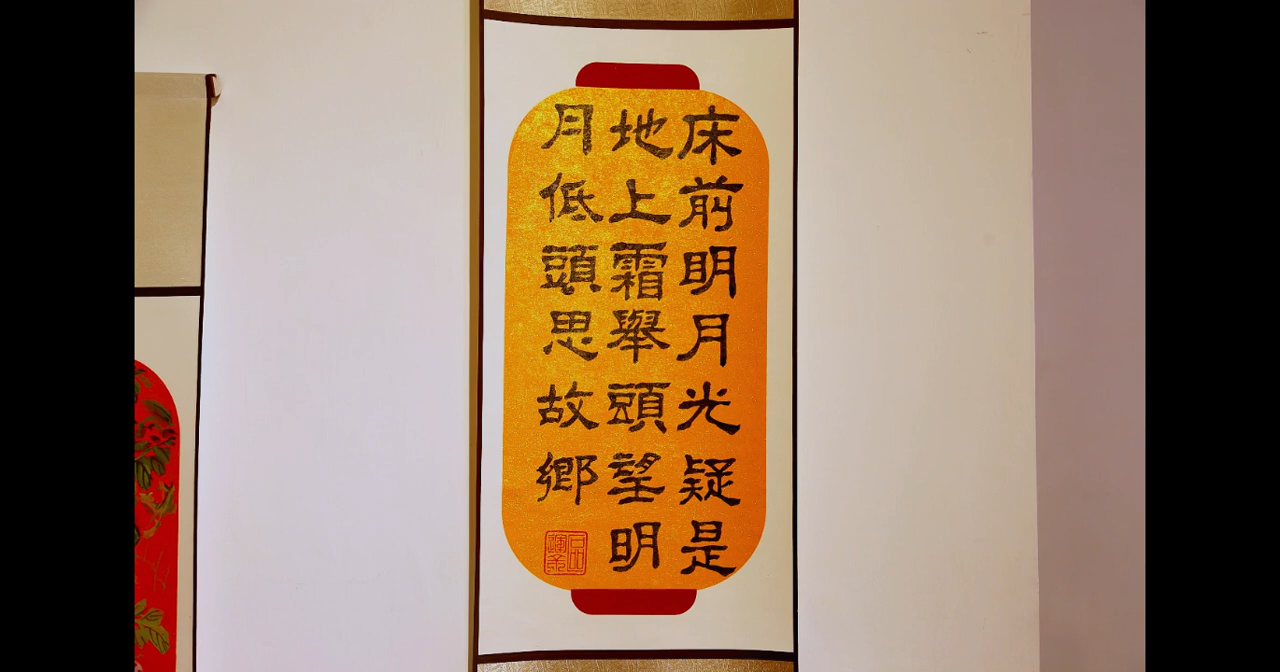 床前明月光疑是
地上霜舉頭望明
月低頭思故鄉